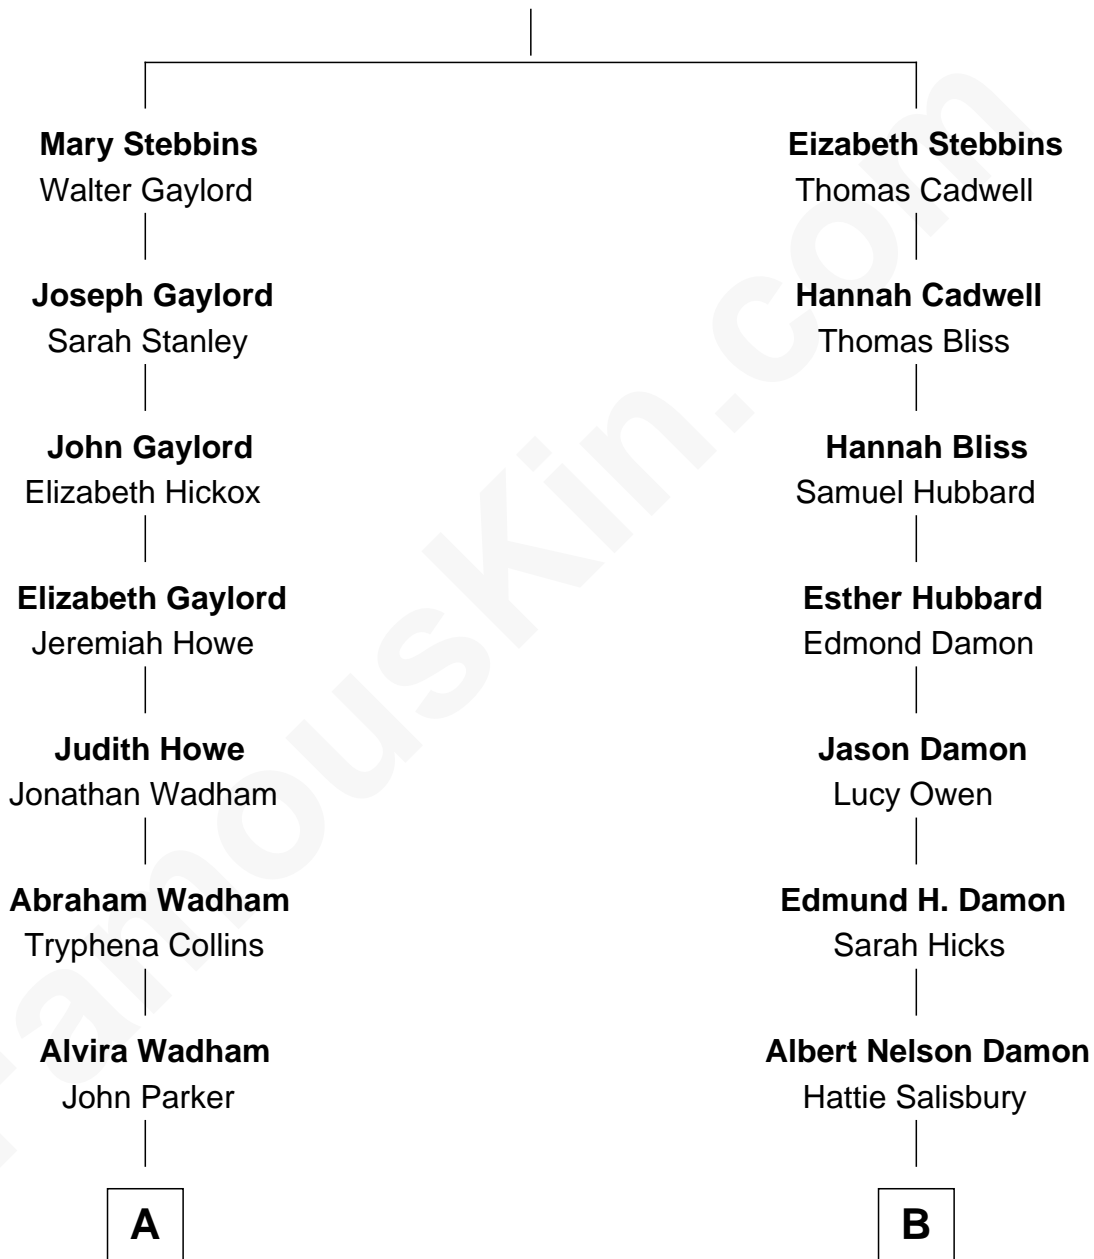 Mary Stebbins
Walter Gaylord
Joseph Gaylord
Sarah Stanley
John Gaylord
Elizabeth Hickox
Elizabeth Gaylord
Jeremiah Howe
Judith Howe
Jonathan Wadham
Abraham Wadham
Tryphena Collins
Alvira Wadham
John Parker
A
Eizabeth Stebbins
Thomas Cadwell
Hannah Cadwell
Thomas Bliss
Hannah Bliss
Samuel Hubbard
Esther Hubbard
Edmond Damon
Jason Damon
Lucy Owen
Edmund H. Damon
Sarah Hicks
Albert Nelson Damon
Hattie Salisbury
B
FamousKin.com